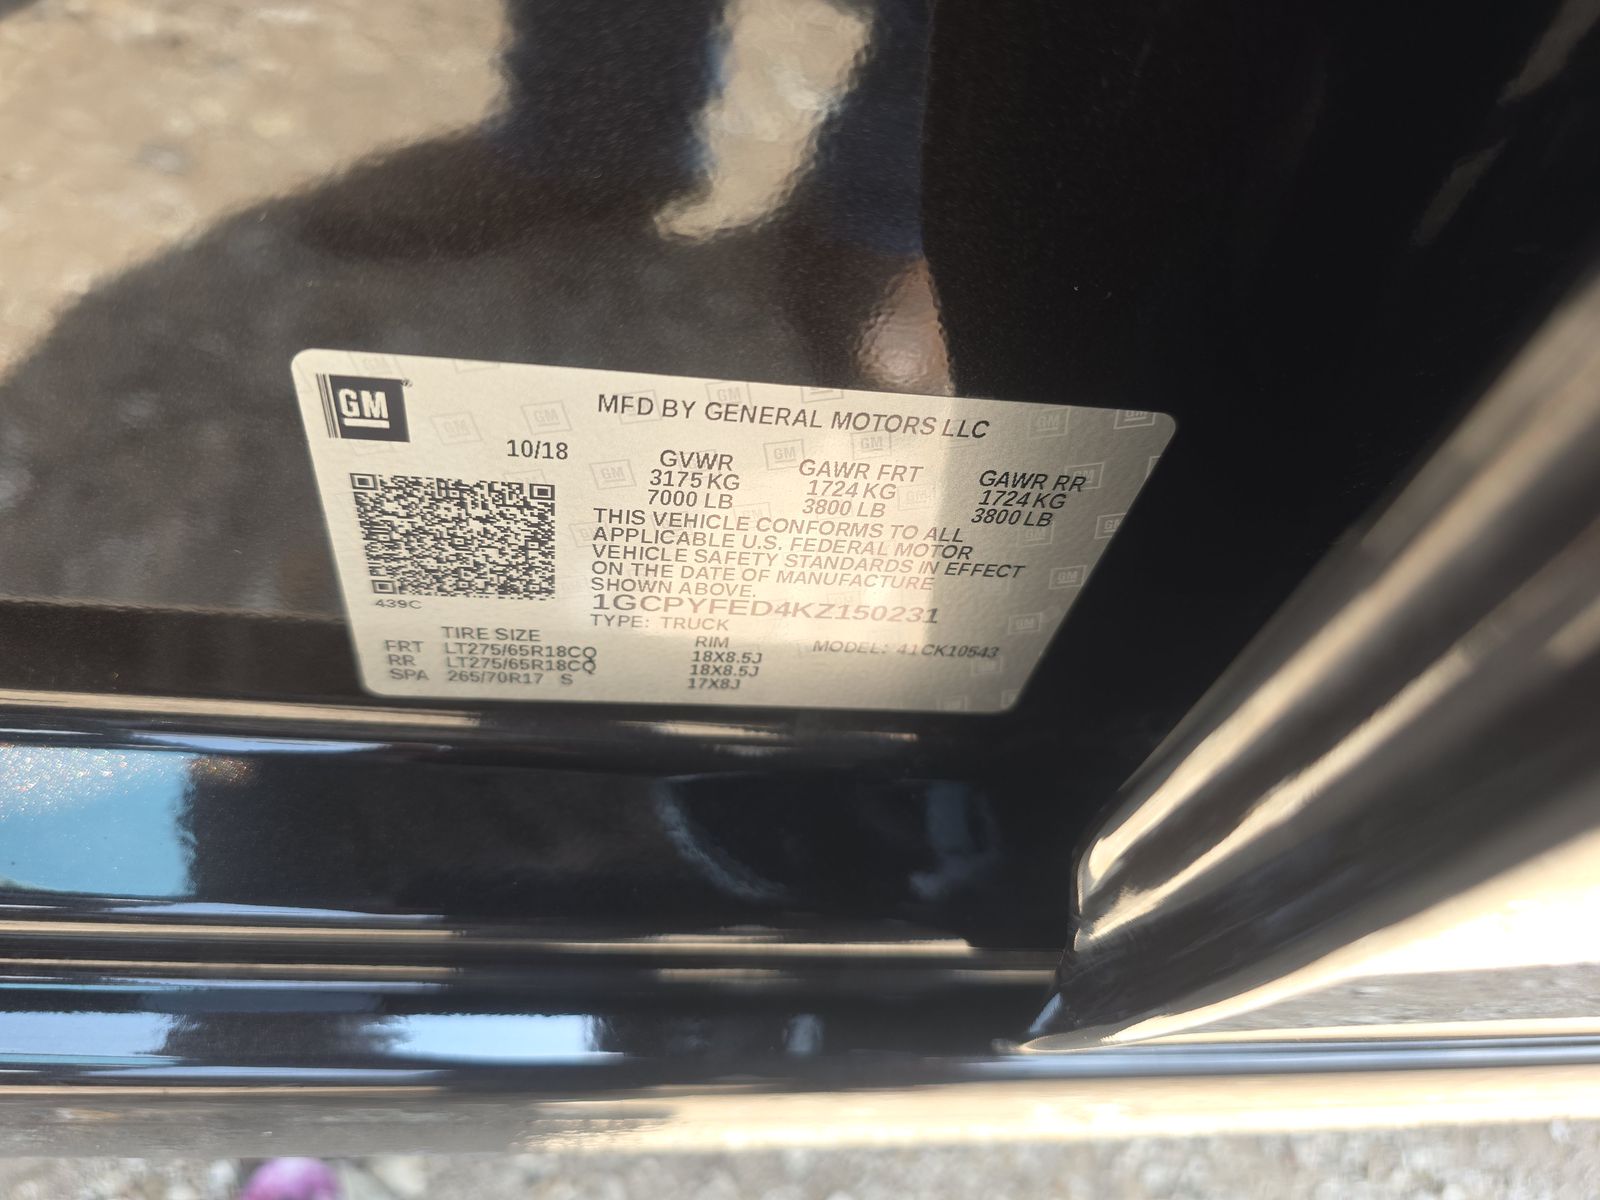 GM
MFD BY GENERAL MOTORS LLC
10/18
GVWR GAWR FRT GAWR RR
3175 KG 1724 KG 1724 KG
7000 LB 3800 LB 3800 LB
THIS VEHICLE CONFORMS TO ALL
APPLICABLE U.S. FEDERAL MOTOR
VEHICLE SAFETY STANDARDS IN EFFECT
ON THE DATE OF MANUFACTURE
SHOWN ABOVE.
439C
1GCPYFED4KZ150231
TYPE: TRUCK
TIRE SIZE RIM MODEL: 41CK10543
FRT LT275/65R18CQ 18X8.5J
RR LT275/65R18CQ 18X8.5J
SPA 265/70R17 S 17X8J